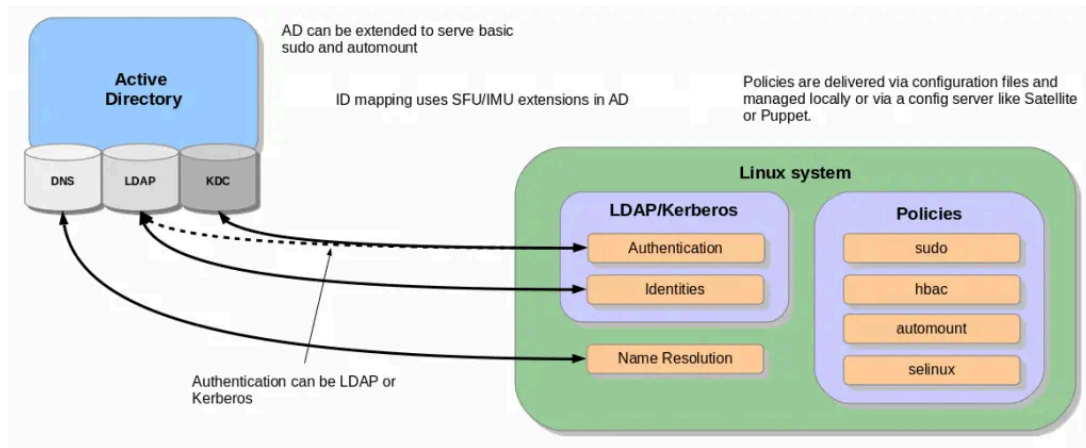 AD can be extended to serve basic
sudo and automount
Active
Directory
ID mapping uses SFU/IMU extensions in AD
Policies are delivered via configuration files and
managed locally or via a config server like Satellite
or Puppet.
DNS
LDAP
KDC
Linux system
LDAP/Kerberos
Authentication
Identities
Name Resolution
Policies
sudo
hbac
automount
selinux
Authentication can be LDAP or
Kerberos